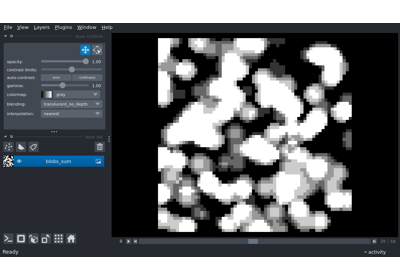 File View Layers Plugins Window Help
opacity: 1.00
contrast limits:
auto-contrast: once continuous
gamma: 1.00
colormap: gray
blending: translucent_no_depth
interpolation: nearest
blobs_sum
Ready
activity